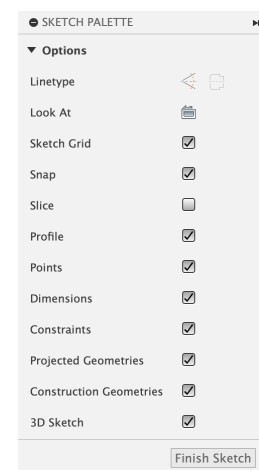 SKETCH PALETTE
Options
Linetype
Look At
Sketch Grid
Snap
Slice
Profile
Points
Dimensions
Constraints
Projected Geometries
Construction Geometries
3D Sketch
Finish Sketch